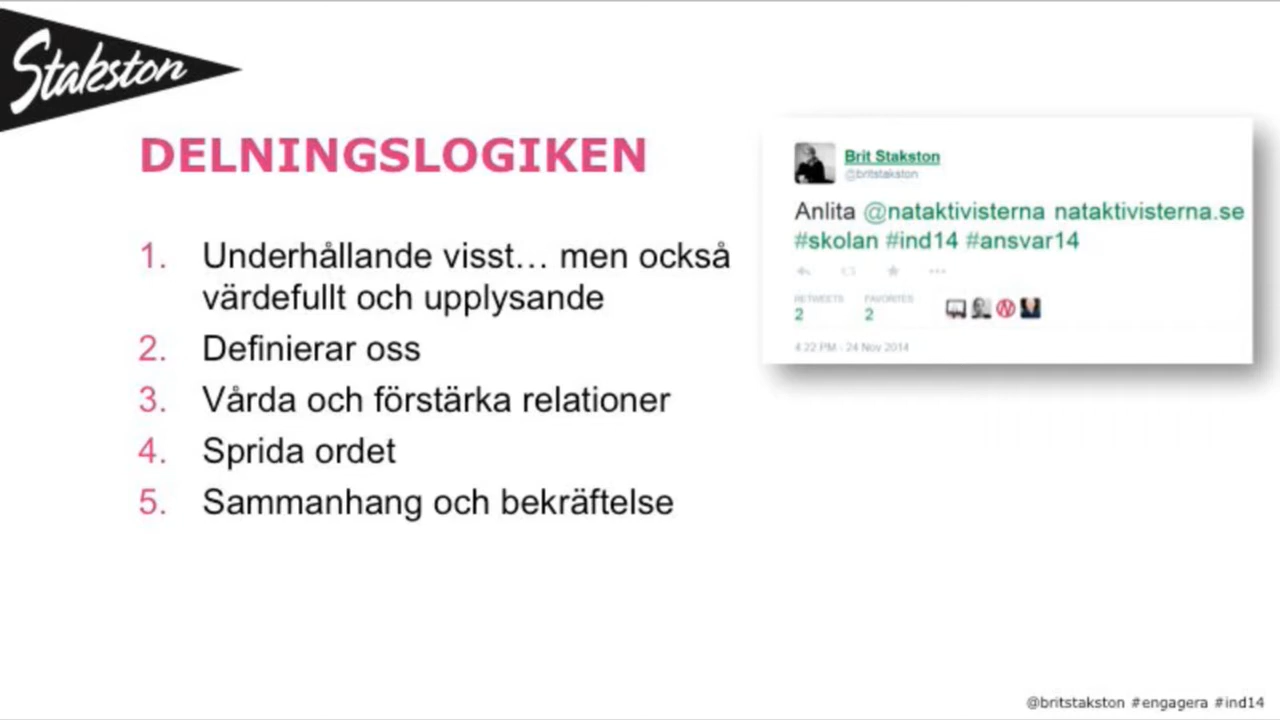 Stakston
DELNINGSLOGIKEN
1. Underhållande visst… men också
värdefullt och upplysande
2. Definierar oss
3. Vårda och förstärka relationer
4. Sprida ordet
5. Sammanhang och bekräftelse
Brit Stakston
@britstakston
Anlita @nataktivisterna nataktivisterna.se
#skolan #ind14 #ansvar14
RETWEETS FAVORITES
2 2
4:22 PM - 24 Nov 2014
@britstakston #engagera #ind14